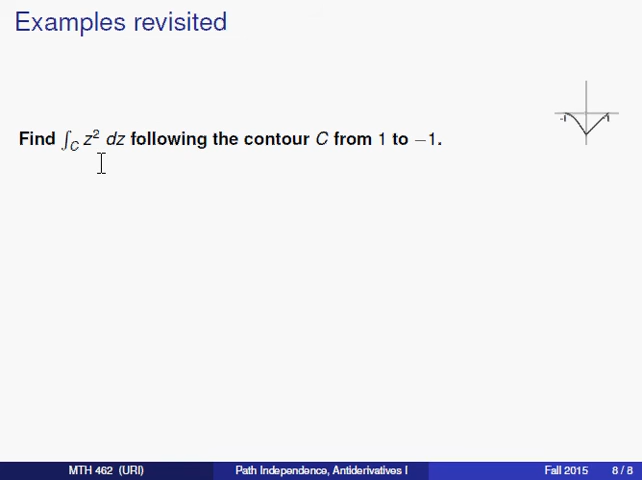 Examples revisited
-1 1
Find ∫_C z² dz following the contour C from 1 to −1.
MTH 462 (URI) Path Independence, Antiderivatives I Fall 2015 8 / 8